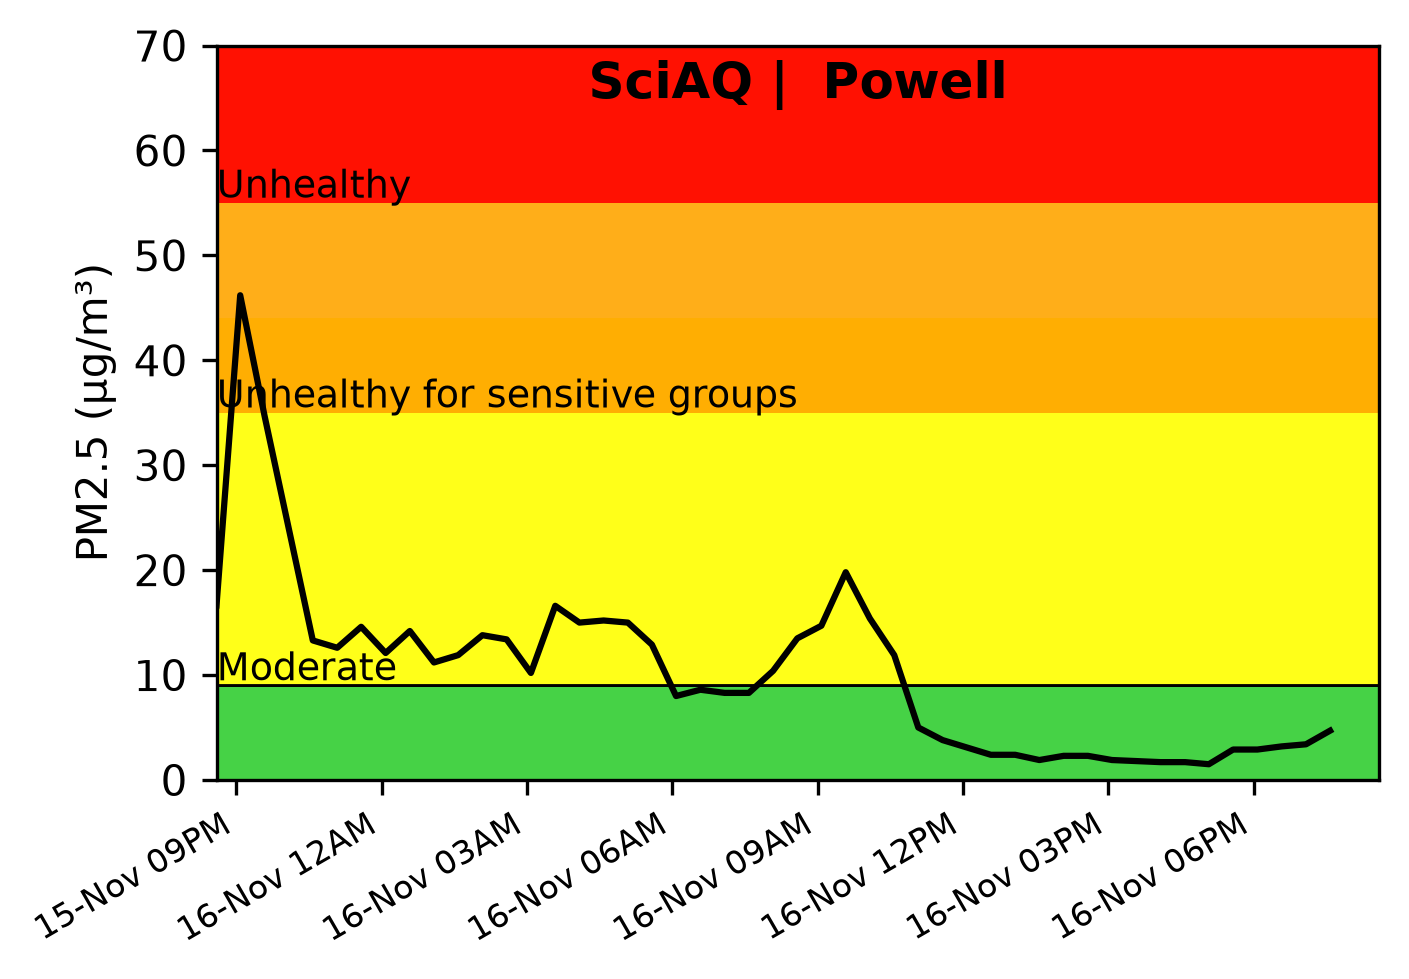 SciAQ |  Powell
70
60
Unhealthy
50
40
Unhealthy for sensitive groups
30
20
Moderate
10
0
PM2.5 (µg/m³)
15-Nov 09PM
16-Nov 12AM
16-Nov 03AM
16-Nov 06AM
16-Nov 09AM
16-Nov 12PM
16-Nov 03PM
16-Nov 06PM